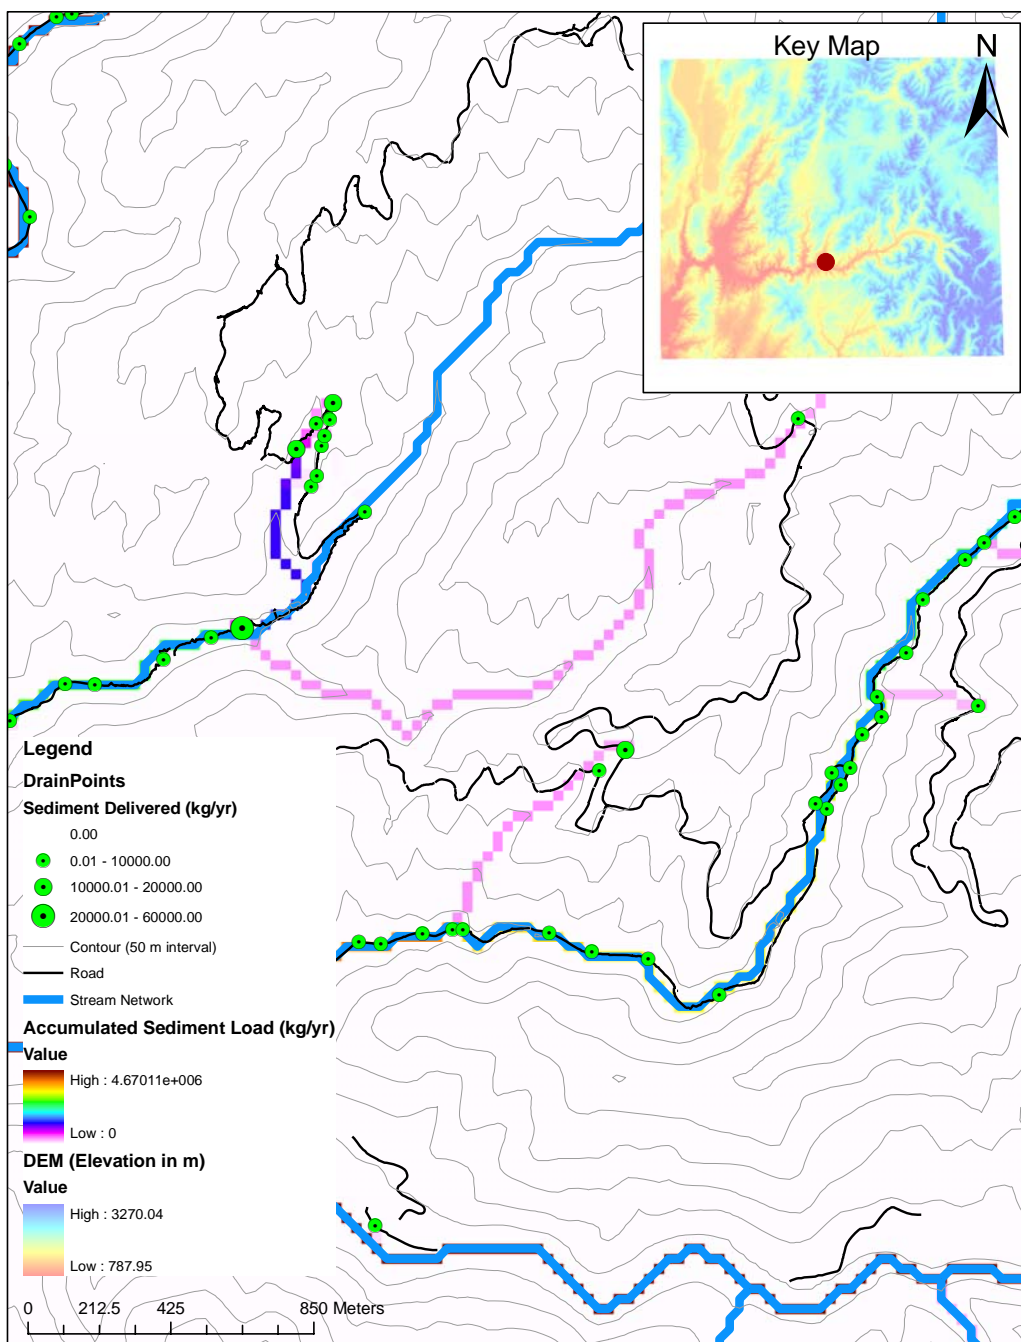 Key Map
N
Legend
DrainPoints
Sediment Delivered (kg/yr)
0.00
0.01 - 10000.00
10000.01 - 20000.00
20000.01 - 60000.00
Contour (50 m interval)
Road
Stream Network
Accumulated Sediment Load (kg/yr)
Value
High : 4.67011e+006
Low : 0
DEM (Elevation in m)
Value
High : 3270.04
Low : 787.95
0 212.5 425 850 Meters